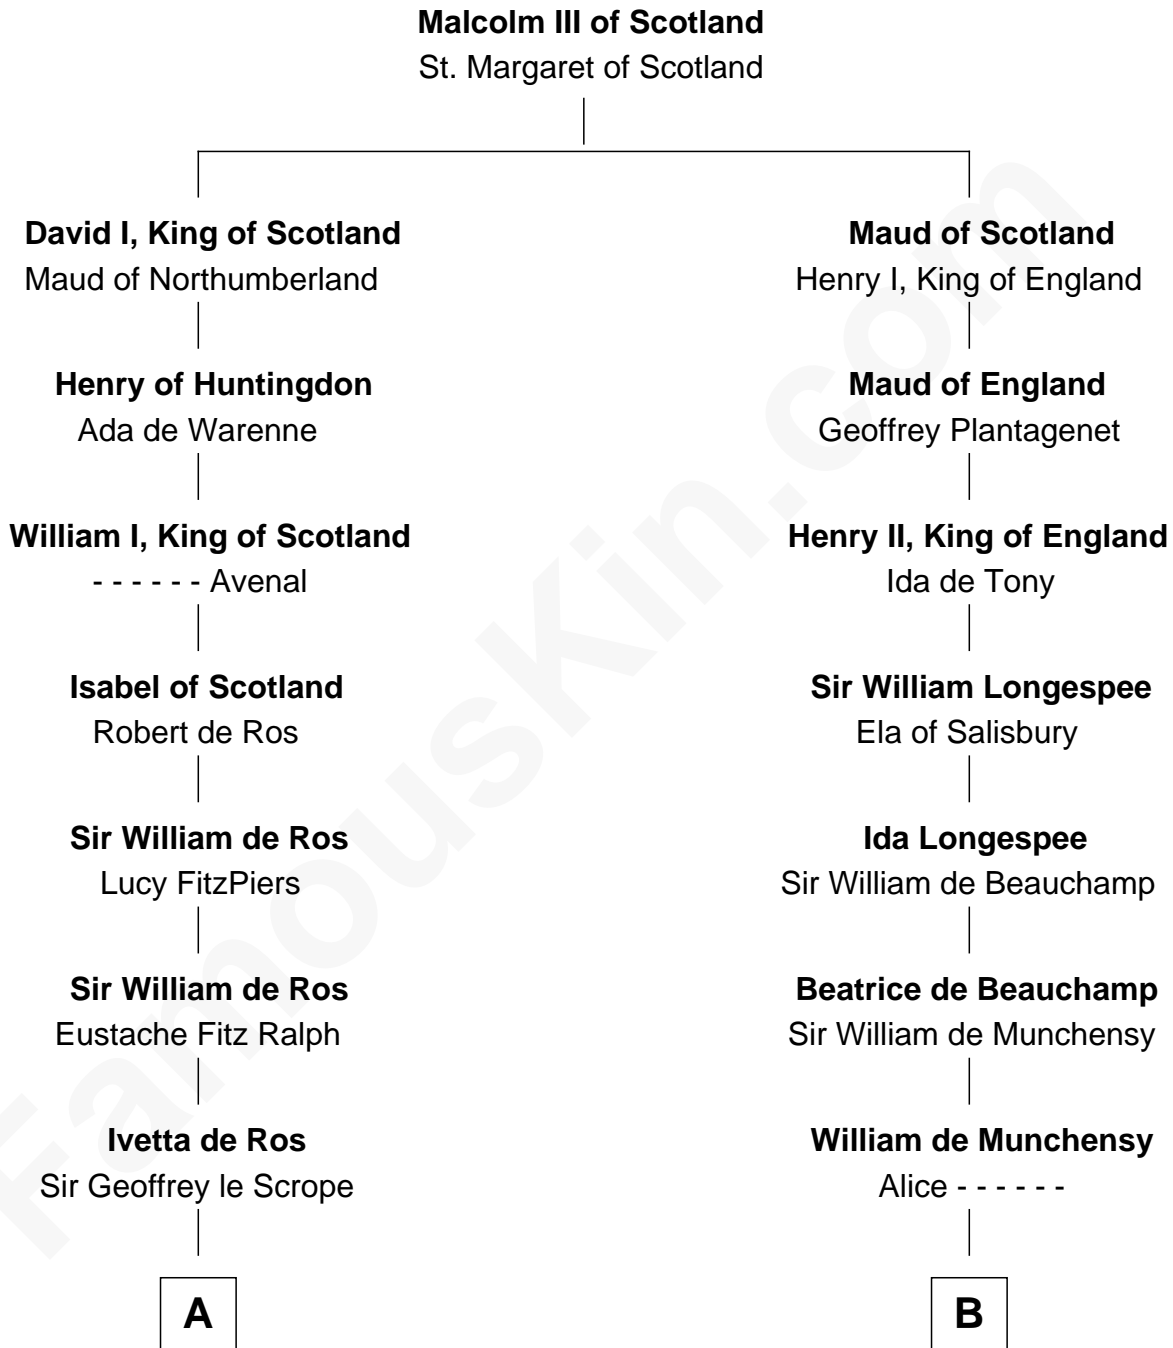 Malcolm III of Scotland
St. Margaret of Scotland
David I, King of Scotland
Maud of Northumberland
Henry of Huntingdon
Ada de Warenne
William I, King of Scotland
- - - - - - Avenal
Isabel of Scotland
Robert de Ros
Sir William de Ros
Lucy FitzPiers
Sir William de Ros
Eustache Fitz Ralph
Ivetta de Ros
Sir Geoffrey le Scrope
A
Maud of Scotland
Henry I, King of England
Maud of England
Geoffrey Plantagenet
Henry II, King of England
Ida de Tony
Sir William Longespee
Ela of Salisbury
Ida Longespee
Sir William de Beauchamp
Beatrice de Beauchamp
Sir William de Munchensy
William de Munchensy
Alice - - - - - -
B
FamousKin.com